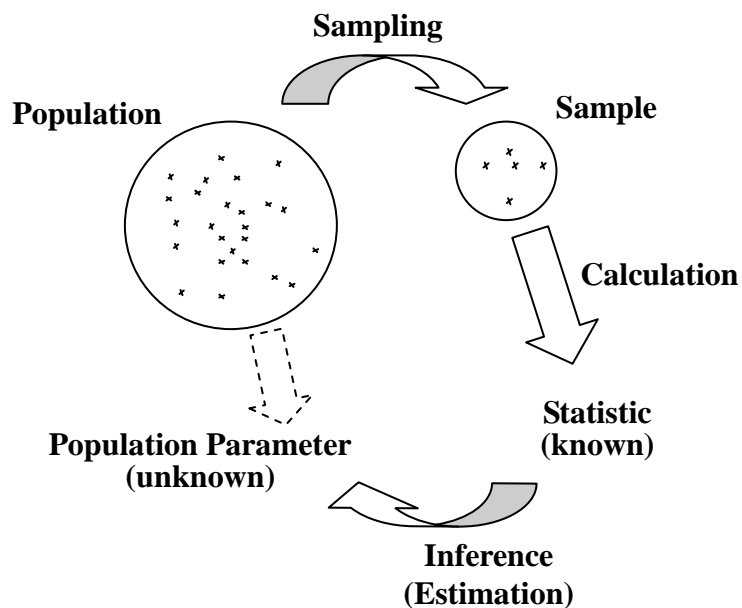 Sampling
Population
Sample
Calculation
Statistic
(known)
Population Parameter
(unknown)
Inference
(Estimation)